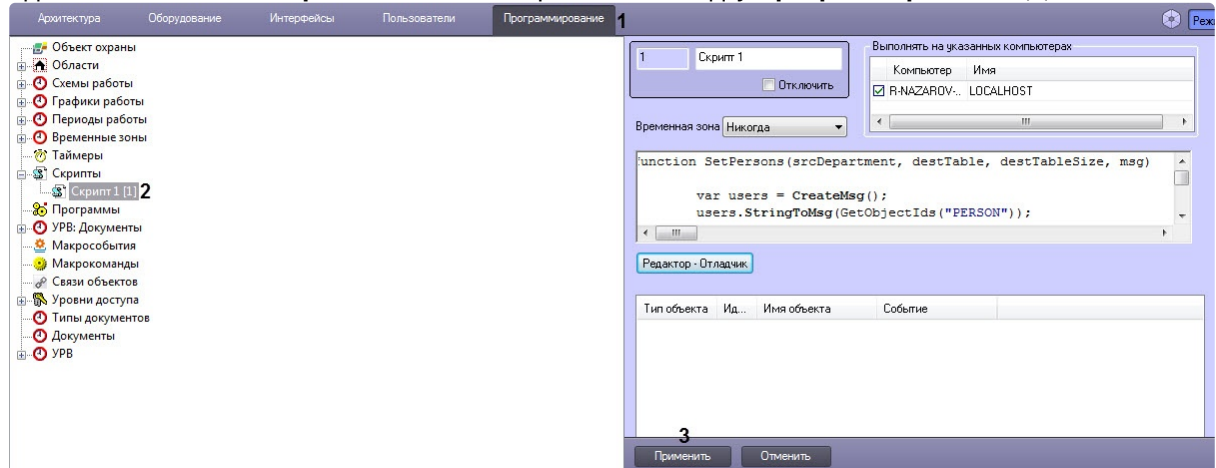 Архитектура Оборудование Интерфейсы Пользователи Программирование 1
Объект охраны
Области
Схемы работы
Графики работы
Периоды работы
Временные зоны
Таймеры
Скрипты
Скрипт 1 [1] 2
Программы
УРВ: Документы
Макрособытия
Макрокоманды
Связи объектов
Уровни доступа
Типы документов
Документы
УРВ
1 Скрипт 1
Отключить
Выполнять на указанных компьютерах
Компьютер Имя
R-NAZAROV-.. LOCALHOST
Временная зона Никогда
unction SetPersons(srcDepartment, destTable, destTableSize, msg)
var users = CreateMsg();
users.StringToMsg(GetObjectIds("PERSON"));
Редактор - Отладчик
Тип объекта Ид... Имя объекта Событие
3
Применить Отменить